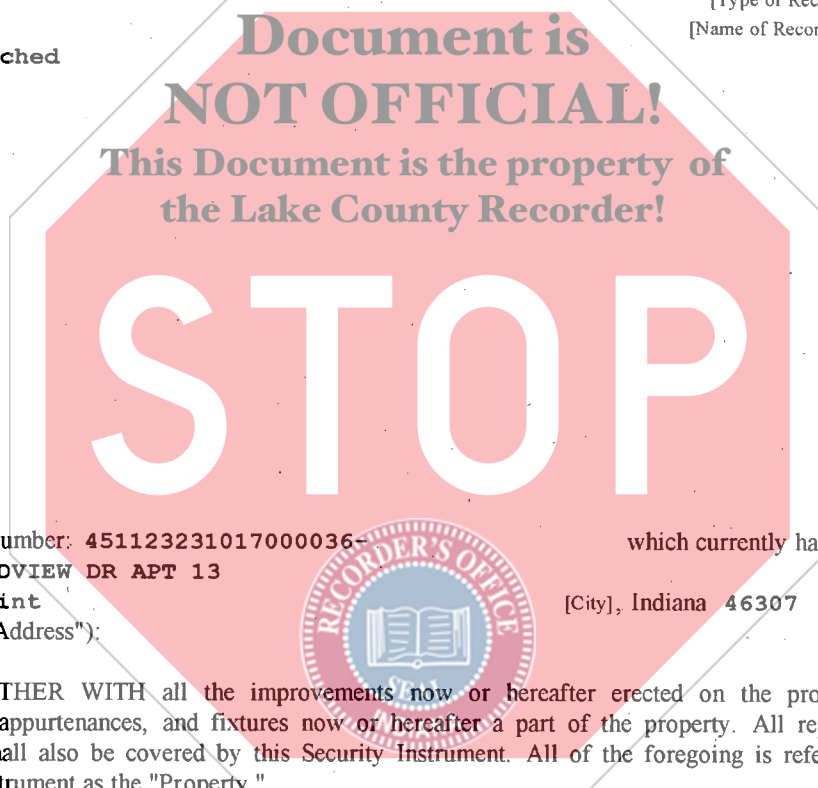 [Type of Rec
[Name of Recor
ched
Document is
NOT OFFICIAL!
This Document is the property of
the Lake County Recorder!
STOP
umber: 451123231017000036-
which currently ha
DVIEW DR APT 13
int
[City], Indiana 46307
Address"):
RECORDER'S OFFICE
SEAL
INDIANA
THER WITH all the improvements now or hereafter erected on the pro
appurtenances, and fixtures now or hereafter a part of the property. All re
all also be covered by this Security Instrument. All of the foregoing is refe
trument as the "Property."